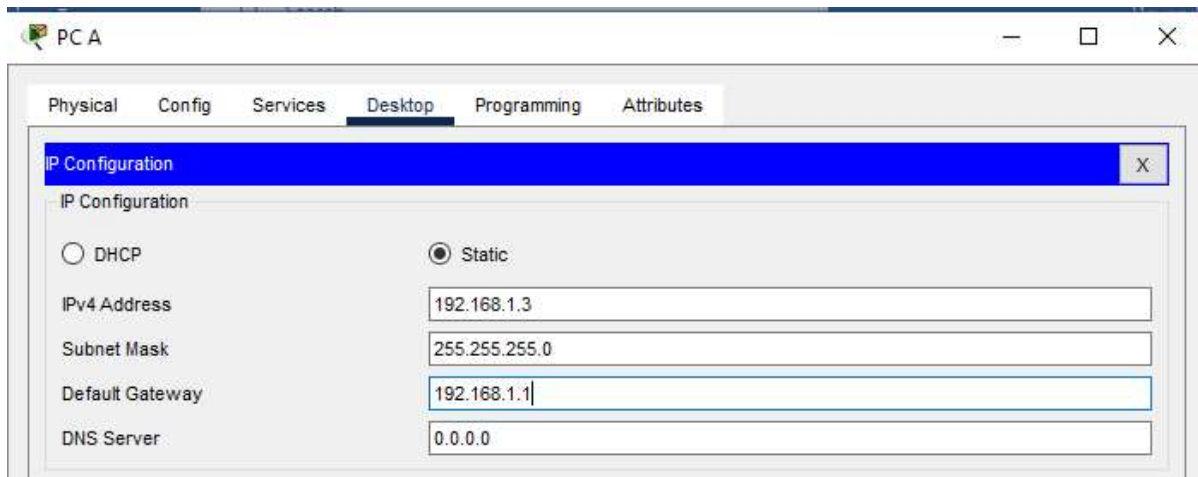 PC A
Physical Config Services Desktop Programming Attributes
IP Configuration X
IP Configuration
DHCP Static
IPv4 Address 192.168.1.3
Subnet Mask 255.255.255.0
Default Gateway 192.168.1.1
DNS Server 0.0.0.0